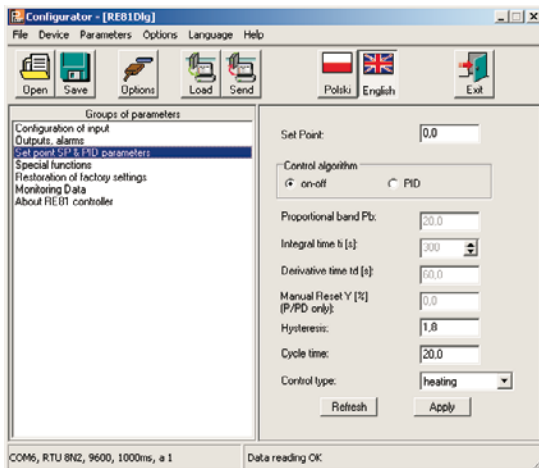 Configurator - [RE81Dlg]
File Device Parameters Options Language Help
Open Save Options Load Send Polski English Exit
Groups of parameters
Configuration of input
Outputs, alarms
Set point SP & PID parameters
Special functions
Restoration of factory settings
Monitoring Data
About RE81 controller
Set Point: 0,0
Control algorithm
on-off PID
Proportional band Pb: 20,0
Integral time ti [s]: 300
Derivative time td [s]: 60,0
Manual Reset Y [%]
(P/PD only): 0,0
Hysteresis: 1,8
Cycle time: 20,0
Control type: heating
Refresh Apply
COM6, RTU 8N2, 9600, 1000ms, a 1 Data reading OK